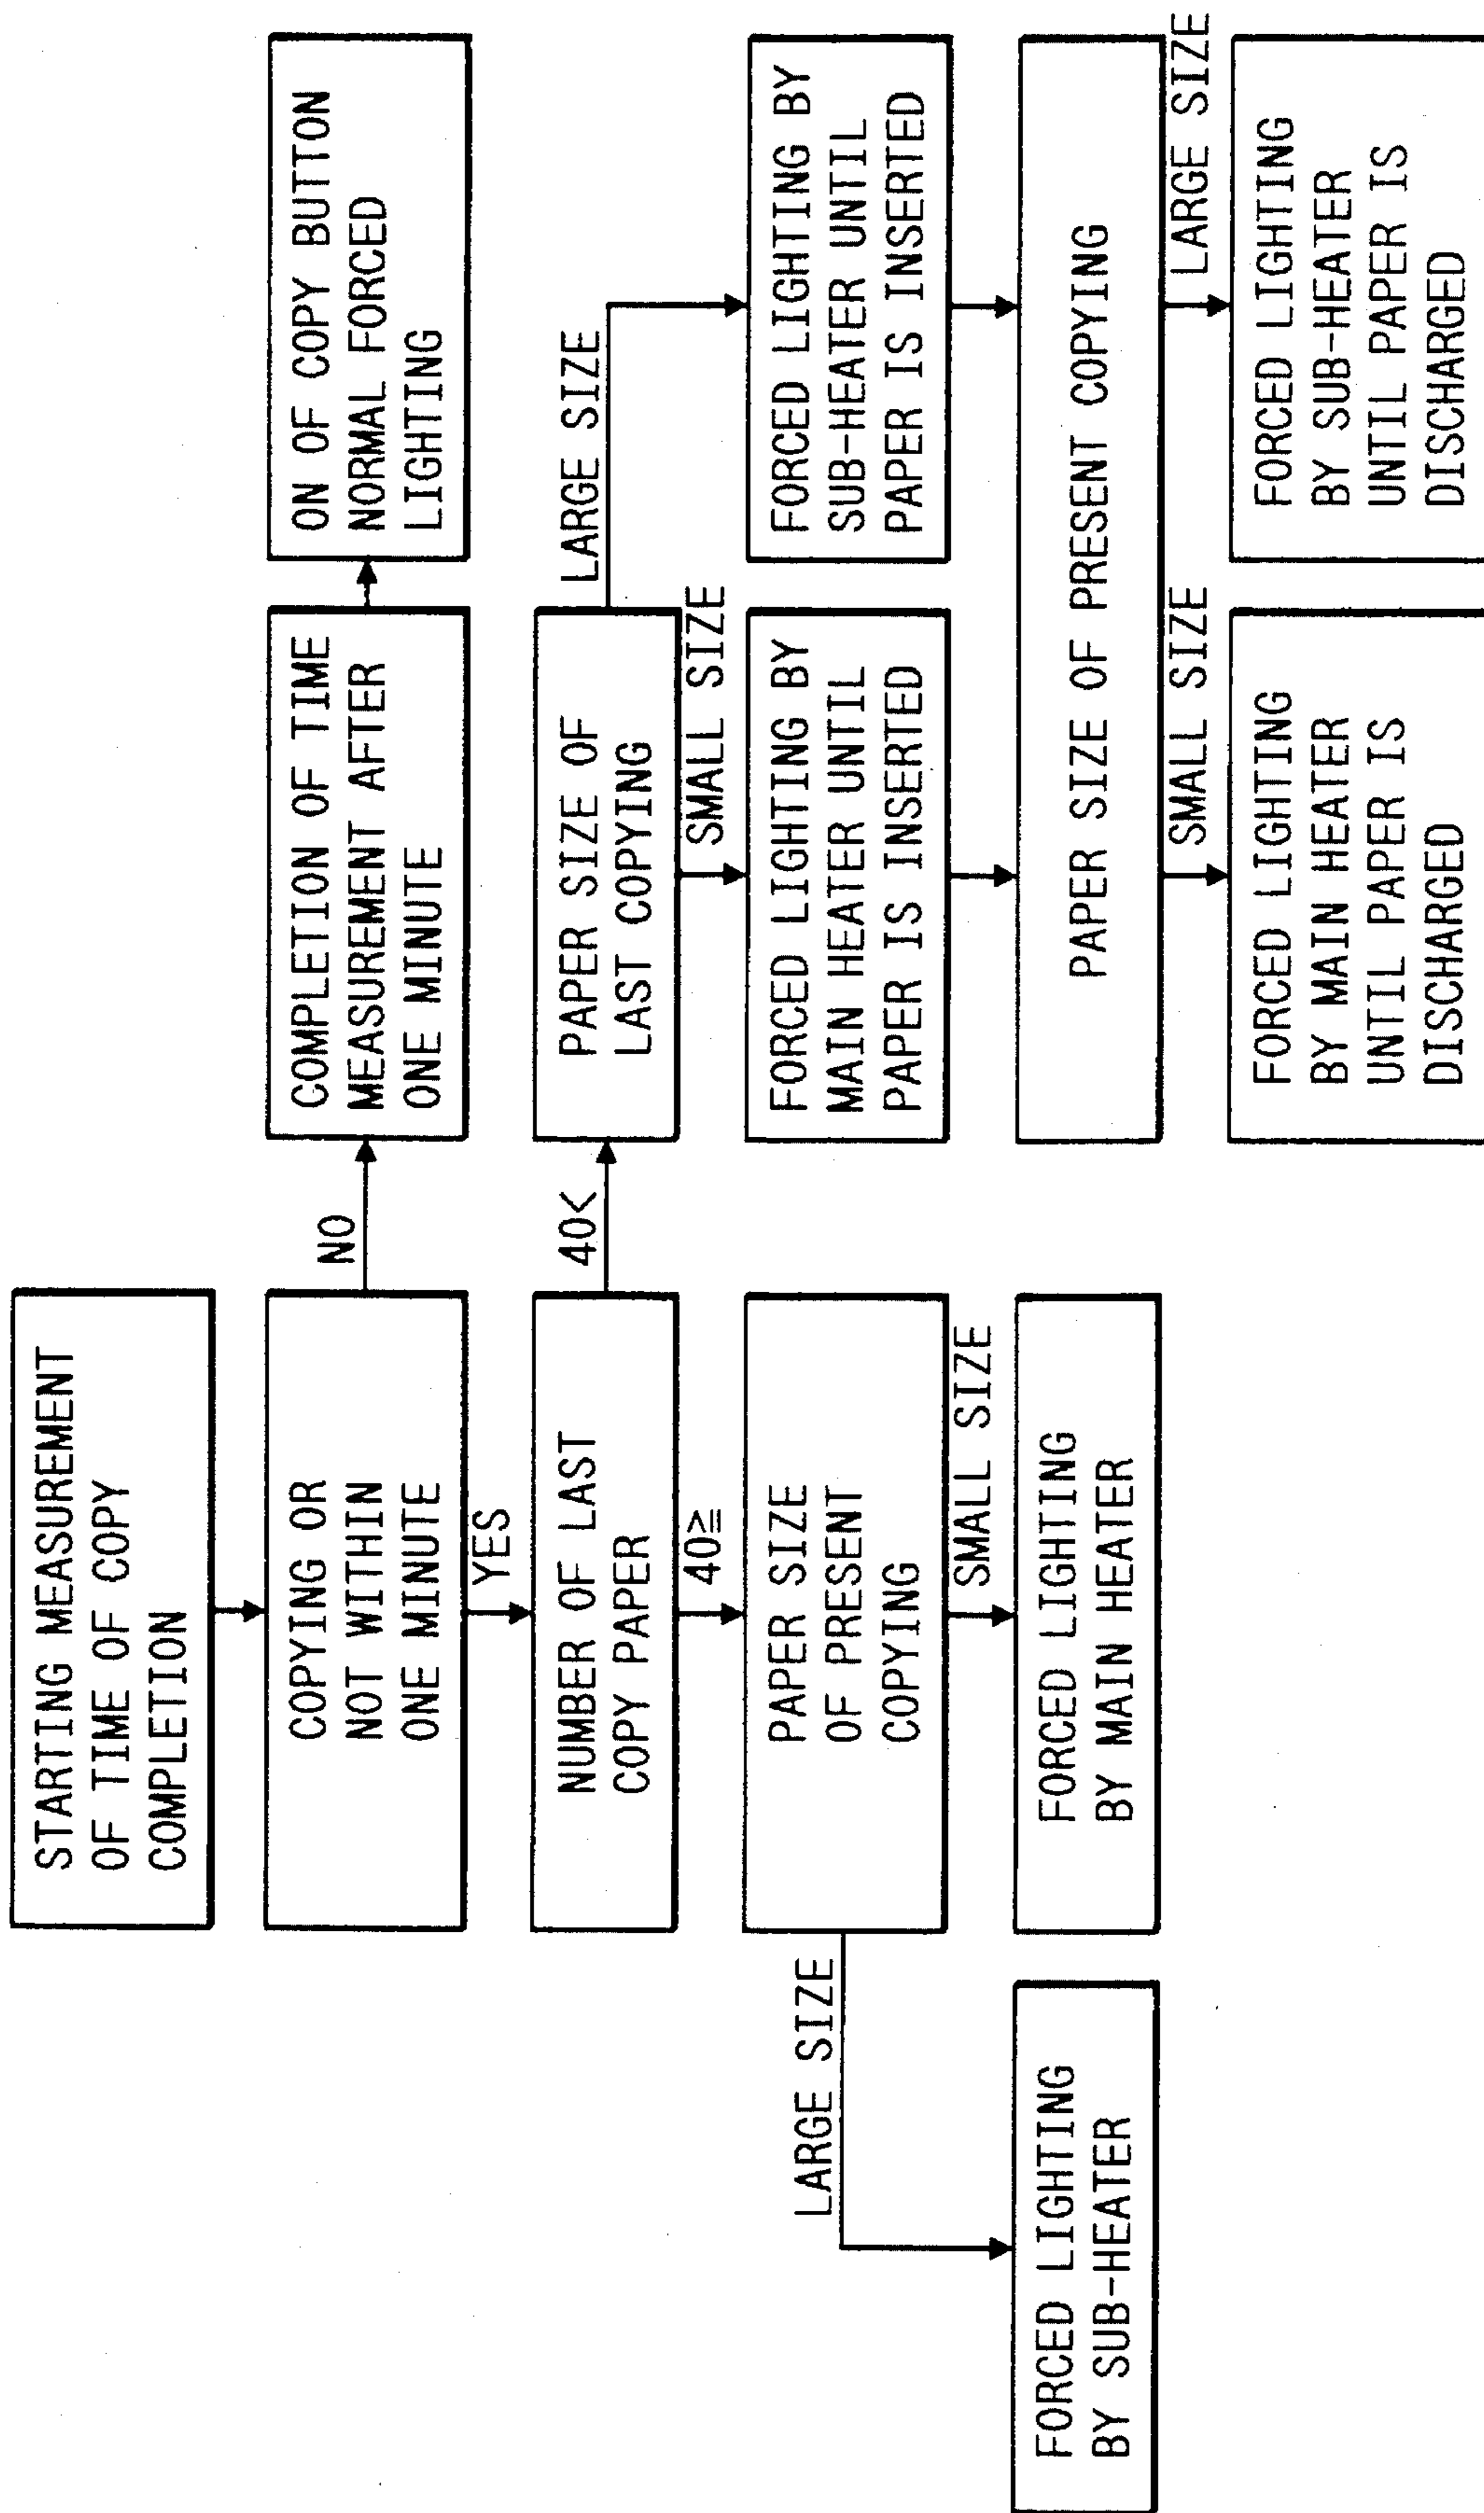 STARTING MEASUREMENT
OF TIME OF COPY
COMPLETION
COPYING OR
NOT WITHIN
ONE MINUTE
NO
COMPLETION OF TIME
MEASUREMENT AFTER
ONE MINUTE
ON OF COPY BUTTON
NORMAL FORCED
LIGHTING
YES
NUMBER OF LAST
COPY PAPER
40<
PAPER SIZE OF
LAST COPYING
LARGE SIZE
40≧
SMALL SIZE
LARGE SIZE
PAPER SIZE
OF PRESENT
COPYING
FORCED LIGHTING BY
MAIN HEATER UNTIL
PAPER IS INSERTED
FORCED LIGHTING BY
SUB-HEATER UNTIL
PAPER IS INSERTED
SMALL SIZE
FORCED LIGHTING
BY SUB-HEATER
FORCED LIGHTING
BY MAIN HEATER
PAPER SIZE OF PRESENT COPYING
SMALL SIZE
LARGE SIZE
FORCED LIGHTING
BY MAIN HEATER
UNTIL PAPER IS
DISCHARGED
FORCED LIGHTING
BY SUB-HEATER
UNTIL PAPER IS
DISCHARGED